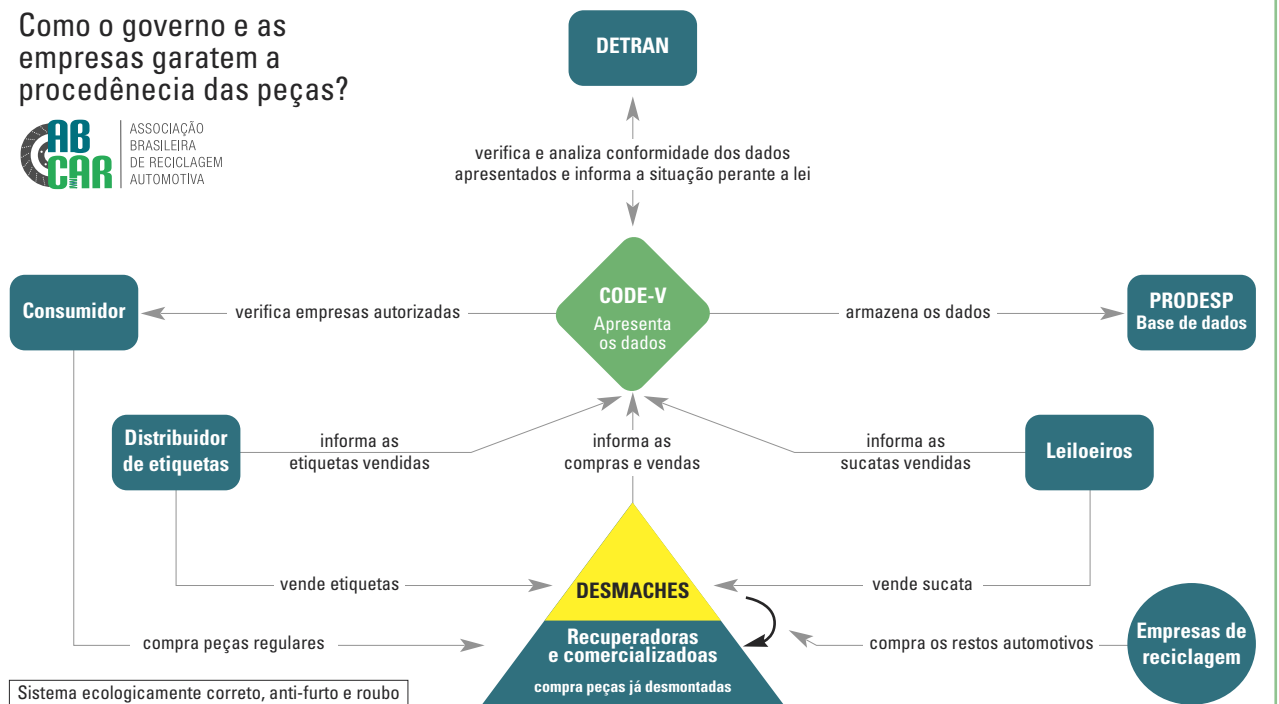 Como o governo e as
empresas garatem a
procedênecia das peças?
AB
CAR
ASSOCIAÇÃO
BRASILEIRA
DE RECICLAGEM
AUTOMOTIVA
DETRAN
verifica e analiza conformidade dos dados
apresentados e informa a situação perante a lei
Consumidor
verifica empresas autorizadas
CODE-V
Apresenta
os dados
armazena os dados
PRODESP
Base de dados
Distribuidor
de etiquetas
informa as
etiquetas vendidas
informa as
compras e vendas
informa as
sucatas vendidas
Leiloeiros
vende etiquetas
DESMACHES
vende sucata
compra peças regulares
Recuperadoras
e comercializadoas
compra peças já desmontadas
compra os restos automotivos
Empresas de
reciclagem
Sistema ecologicamente correto, anti-furto e roubo